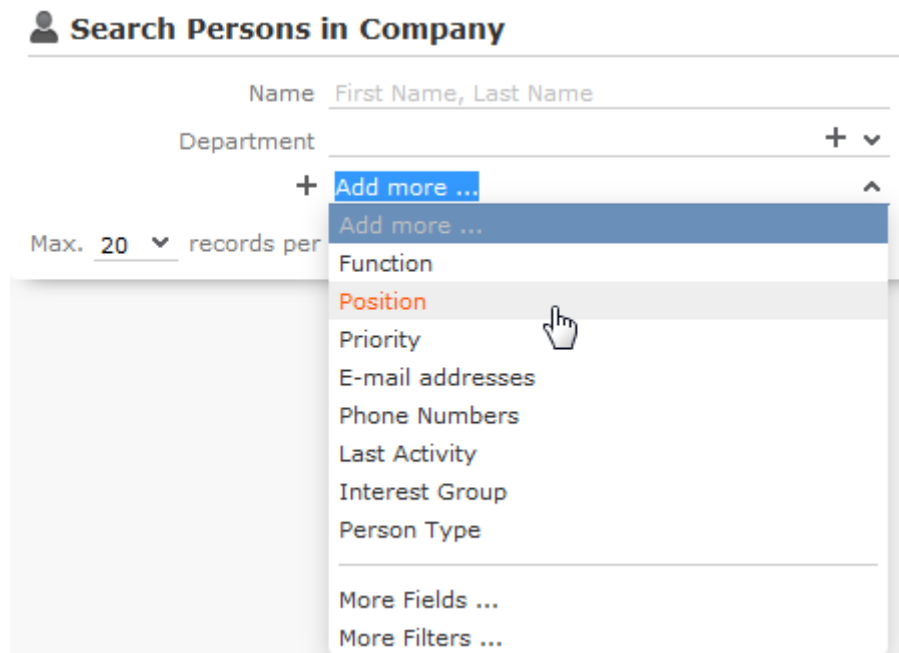 Search Persons in Company
Name First Name, Last Name
Department
Add more ...
Add more ...
Max. 20 records per
Function
Position
Priority
E-mail addresses
Phone Numbers
Last Activity
Interest Group
Person Type
More Fields ...
More Filters ...